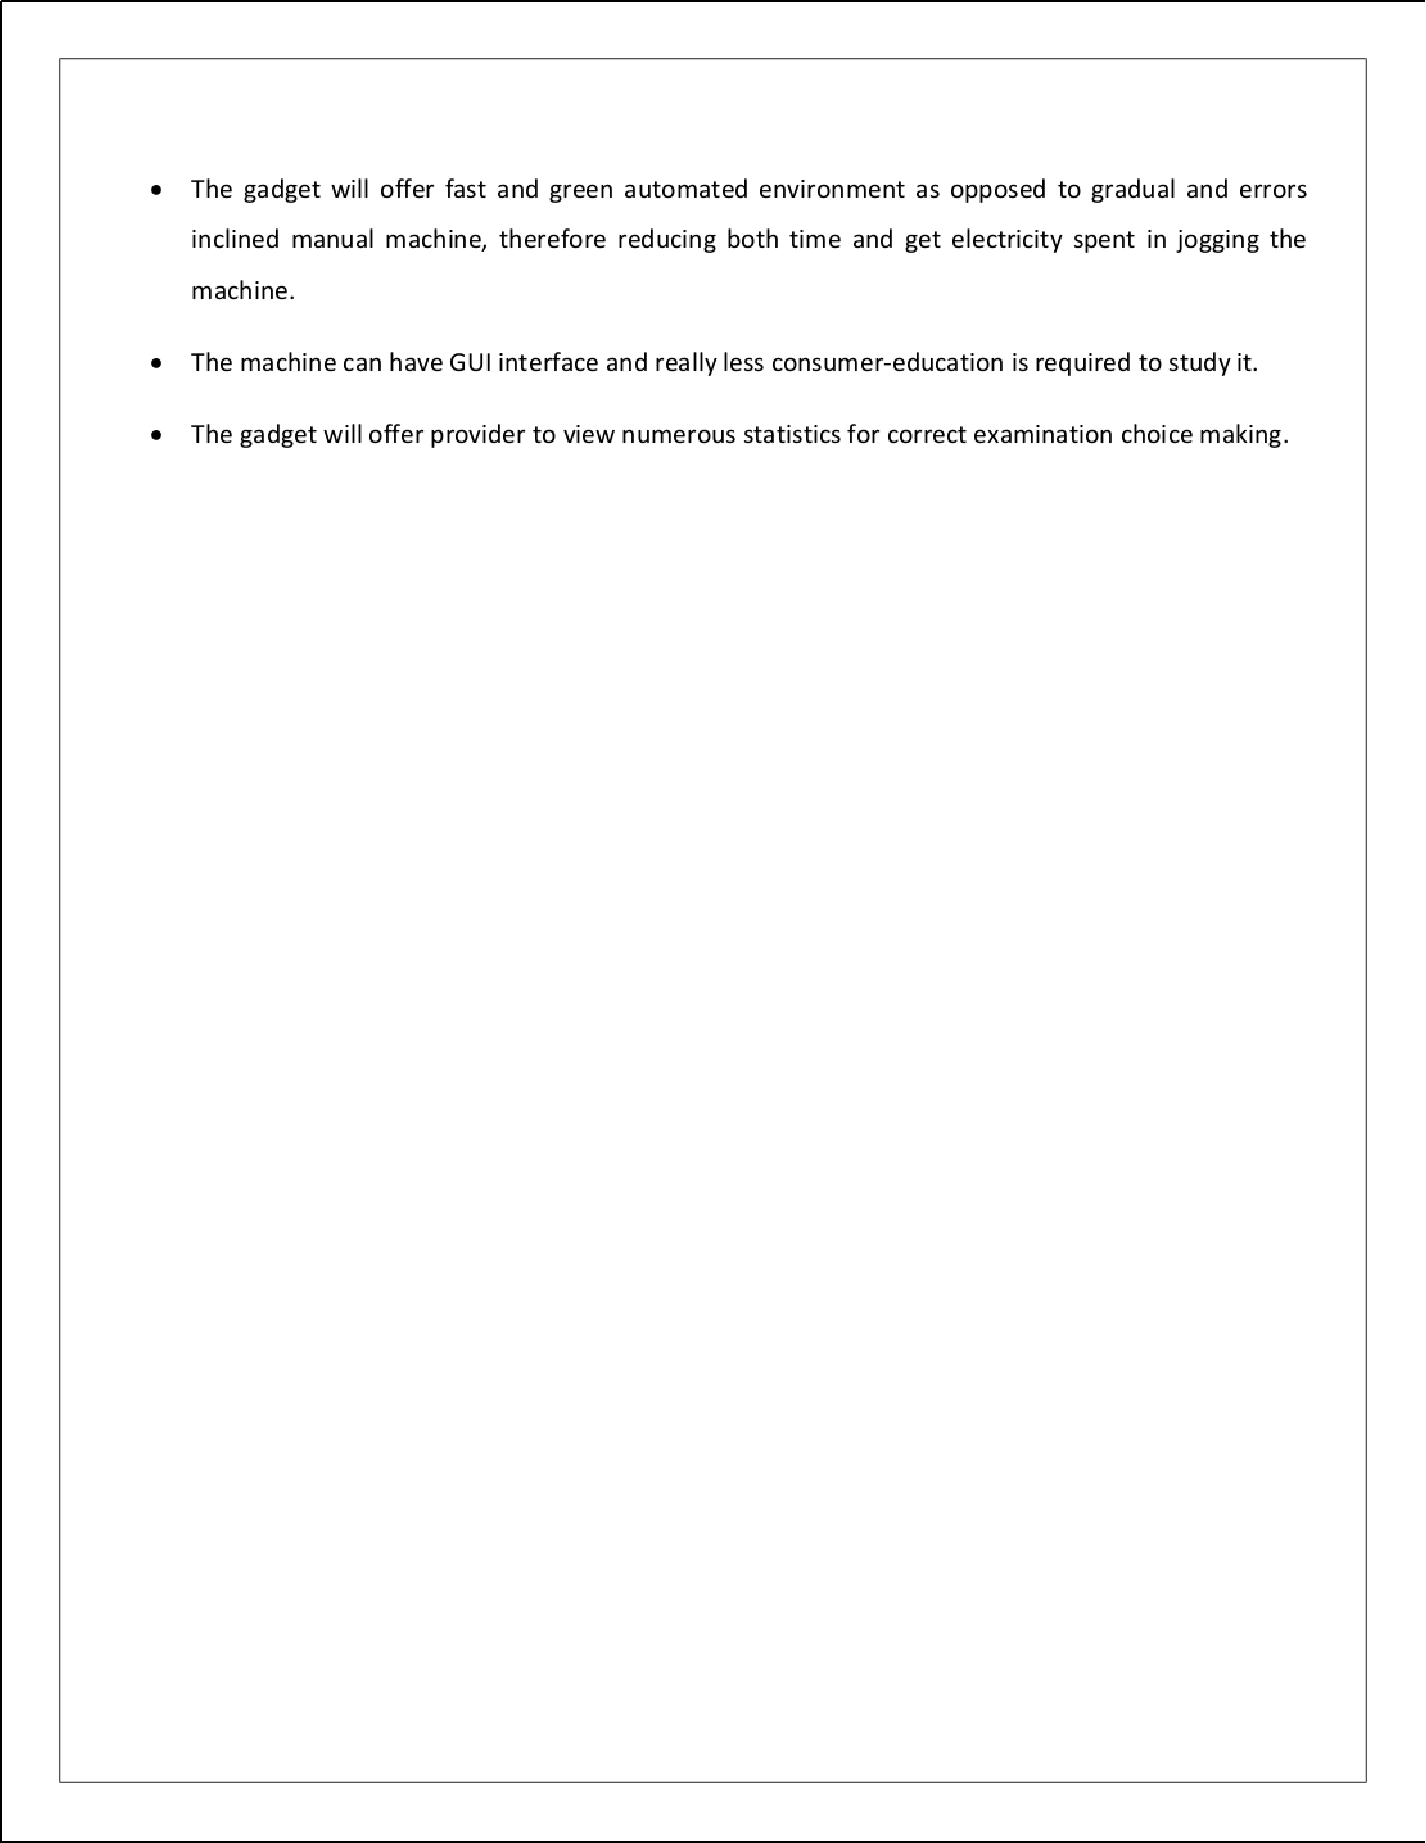 • The gadget will offer fast and green automated environment as opposed to gradual and errors
inclined manual machine, therefore reducing both time and get electricity spent in jogging the
machine.
• The machine can have GUI interface and really less consumer-education is required to study it.
• The gadget will offer provider to view numerous statistics for correct examination choice making.